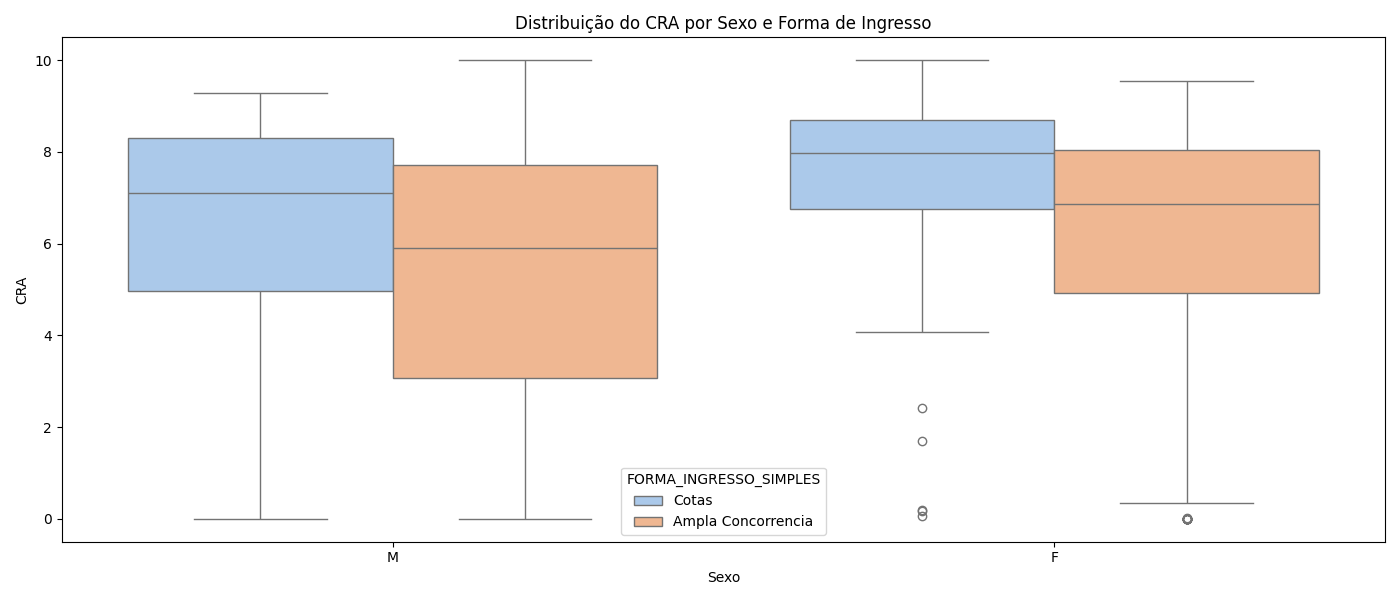 Distribuição do CRA por Sexo e Forma de Ingresso
CRA
10
8
6
4
2
0
FORMA_INGRESSO_SIMPLES
Cotas
Ampla Concorrencia
M
F
Sexo